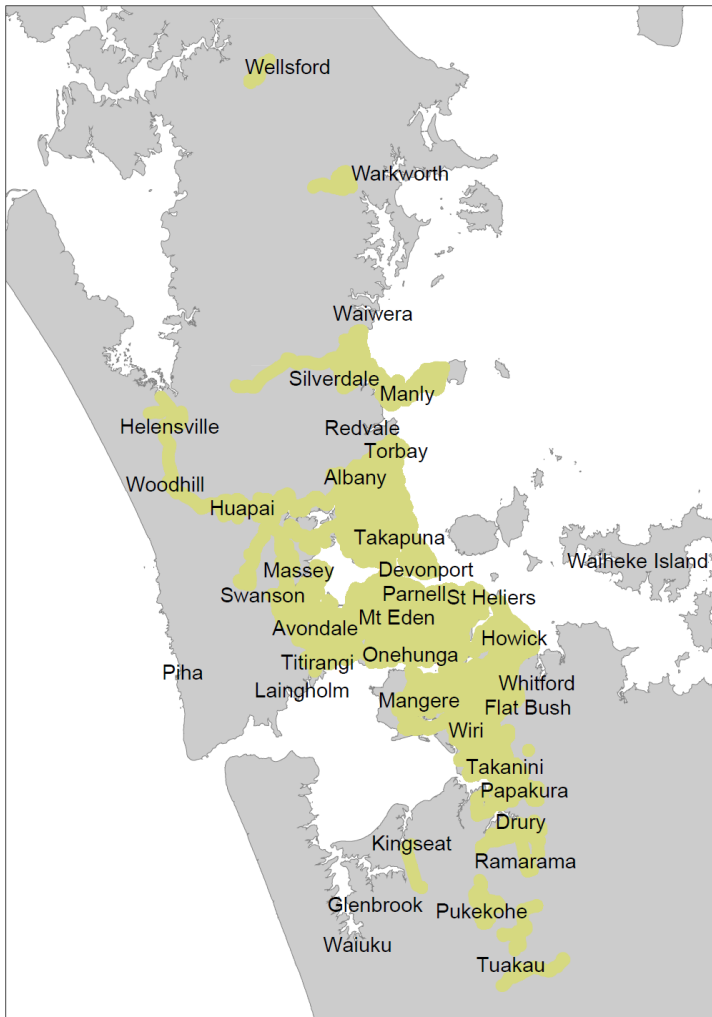 Wellsford
Warkworth
Waiwera
Silverdale
Manly
Helensville
Redvale
Torbay
Woodhill
Albany
Huapai
Takapuna
Waiheke Island
Massey
Devonport
Swanson
Parnell
St Heliers
Mt Eden
Avondale
Howick
Titirangi
Onehunga
Piha
Laingholm
Whitford
Mangere
Flat Bush
Wiri
Takanini
Papakura
Drury
Kingseat
Ramarama
Glenbrook
Pukekohe
Waiuku
Tuakau